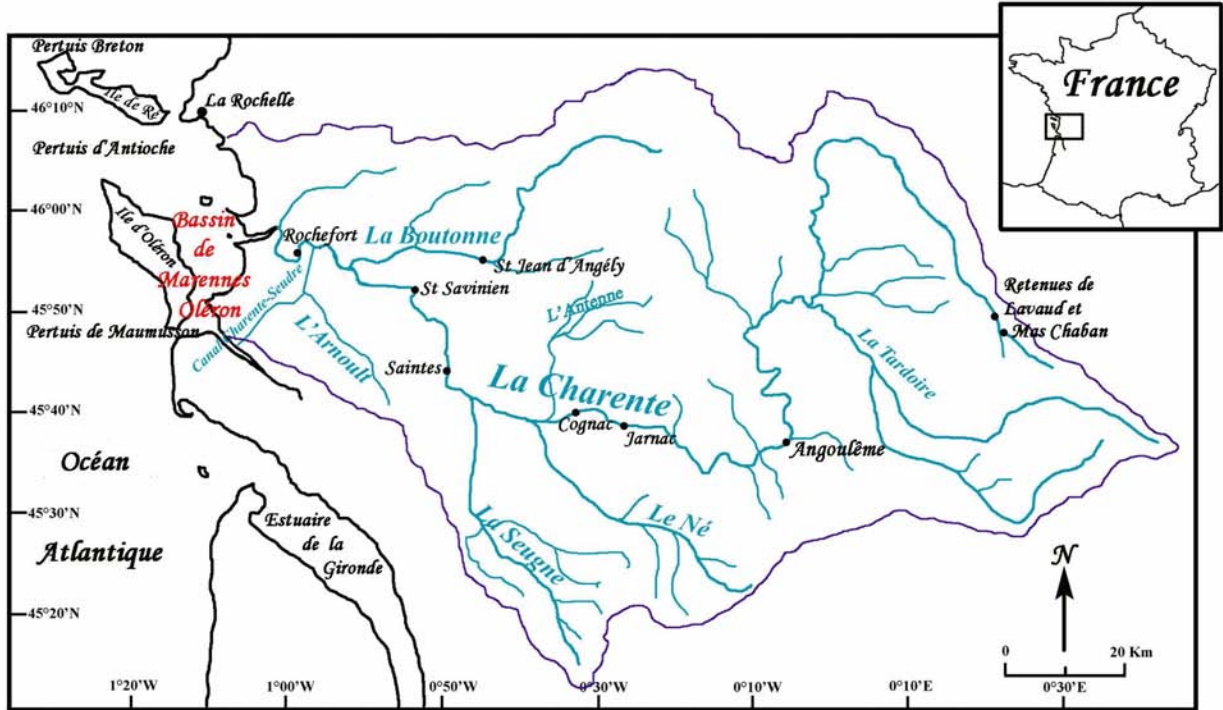 Pertuis Breton
Ile de Ré
La Rochelle
46°10'N
Pertuis d'Antioche
46°00'N
Ile d'Oléron
Bassin
de
Marennes
Oléron
Rochefort
La Boutonne
St Jean d'Angély
St Savinien
45°50'N
Pertuis de Maumusson
Canal Charente-Seudre
L'Arnoult
L'Antenne
Saintes
La Charente
Cognac
Jarnac
Angoulême
La Tardoire
Retenues de
Lavaud et
Mas Chaban
45°40'N
Océan
Atlantique
45°30'N
Estuaire
de la
Gironde
La Seugne
Le Né
45°20'N
France
N
0 20 Km
1°20'W 1°00'W 0°50'W 0°30'W 0°10'W 0°10'E 0°30'E